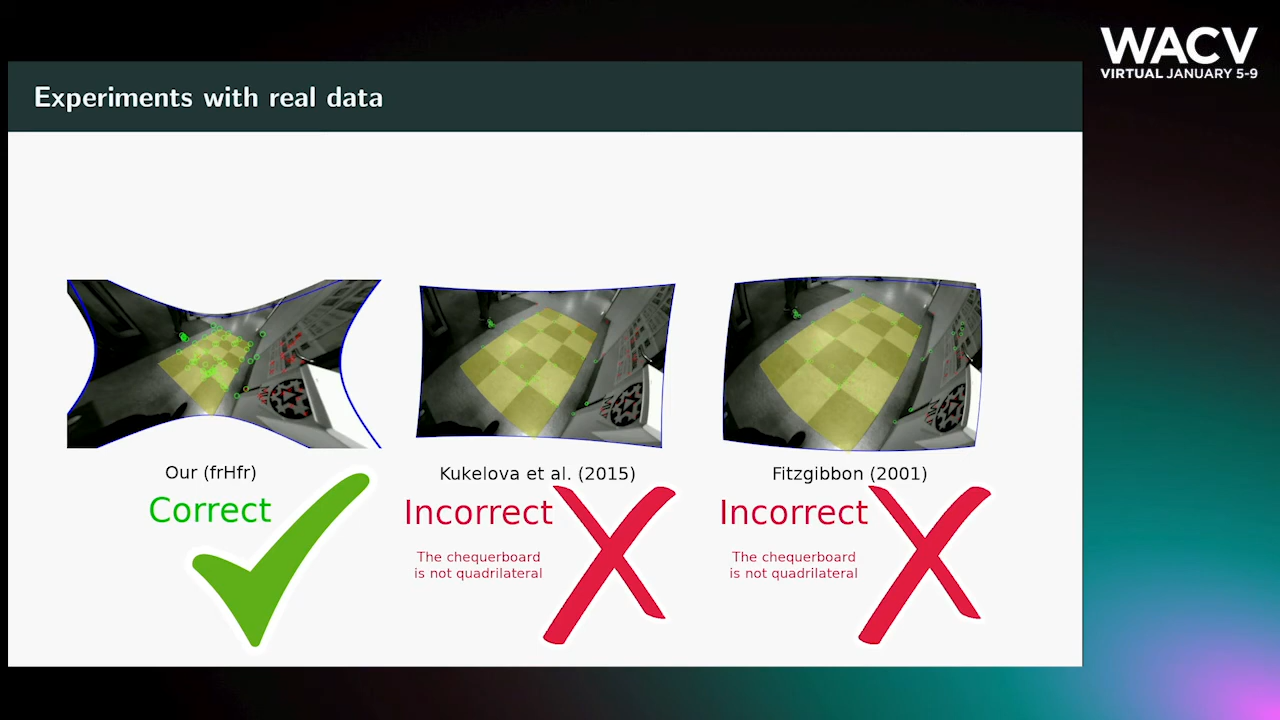 WACV
VIRTUAL JANUARY 5-9
Experiments with real data
Our (frHfr)
Correct
Kukelova et al. (2015)
Incorrect
The chequerboard
is not quadrilateral
Fitzgibbon (2001)
Incorrect
The chequerboard
is not quadrilateral